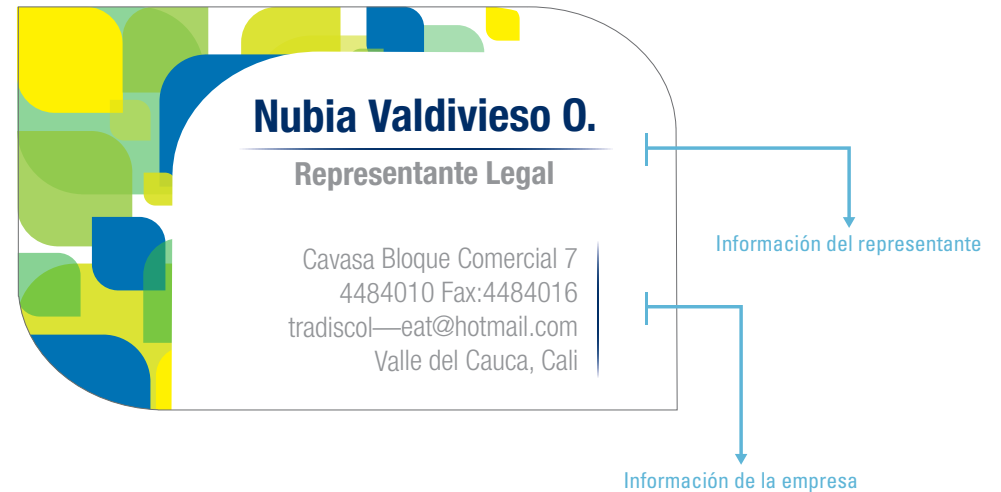 Nubia Valdivieso O.
Representante Legal
Información del representante
Cavasa Bloque Comercial 7
4484010 Fax:4484016
tradiscol—eat@hotmail.com
Valle del Cauca, Cali
Información de la empresa